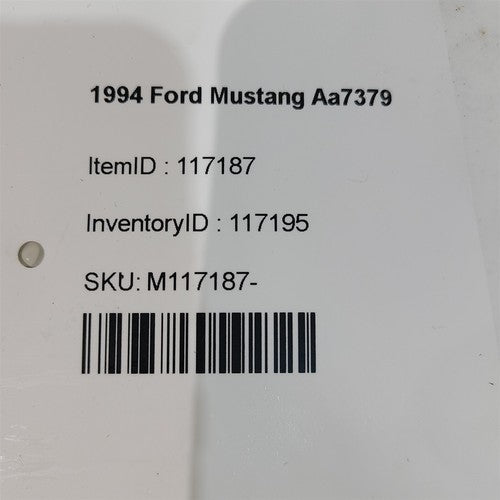 1994 Ford Mustang Aa7379
ItemID : 117187
InventoryID : 117195
SKU: M117187-